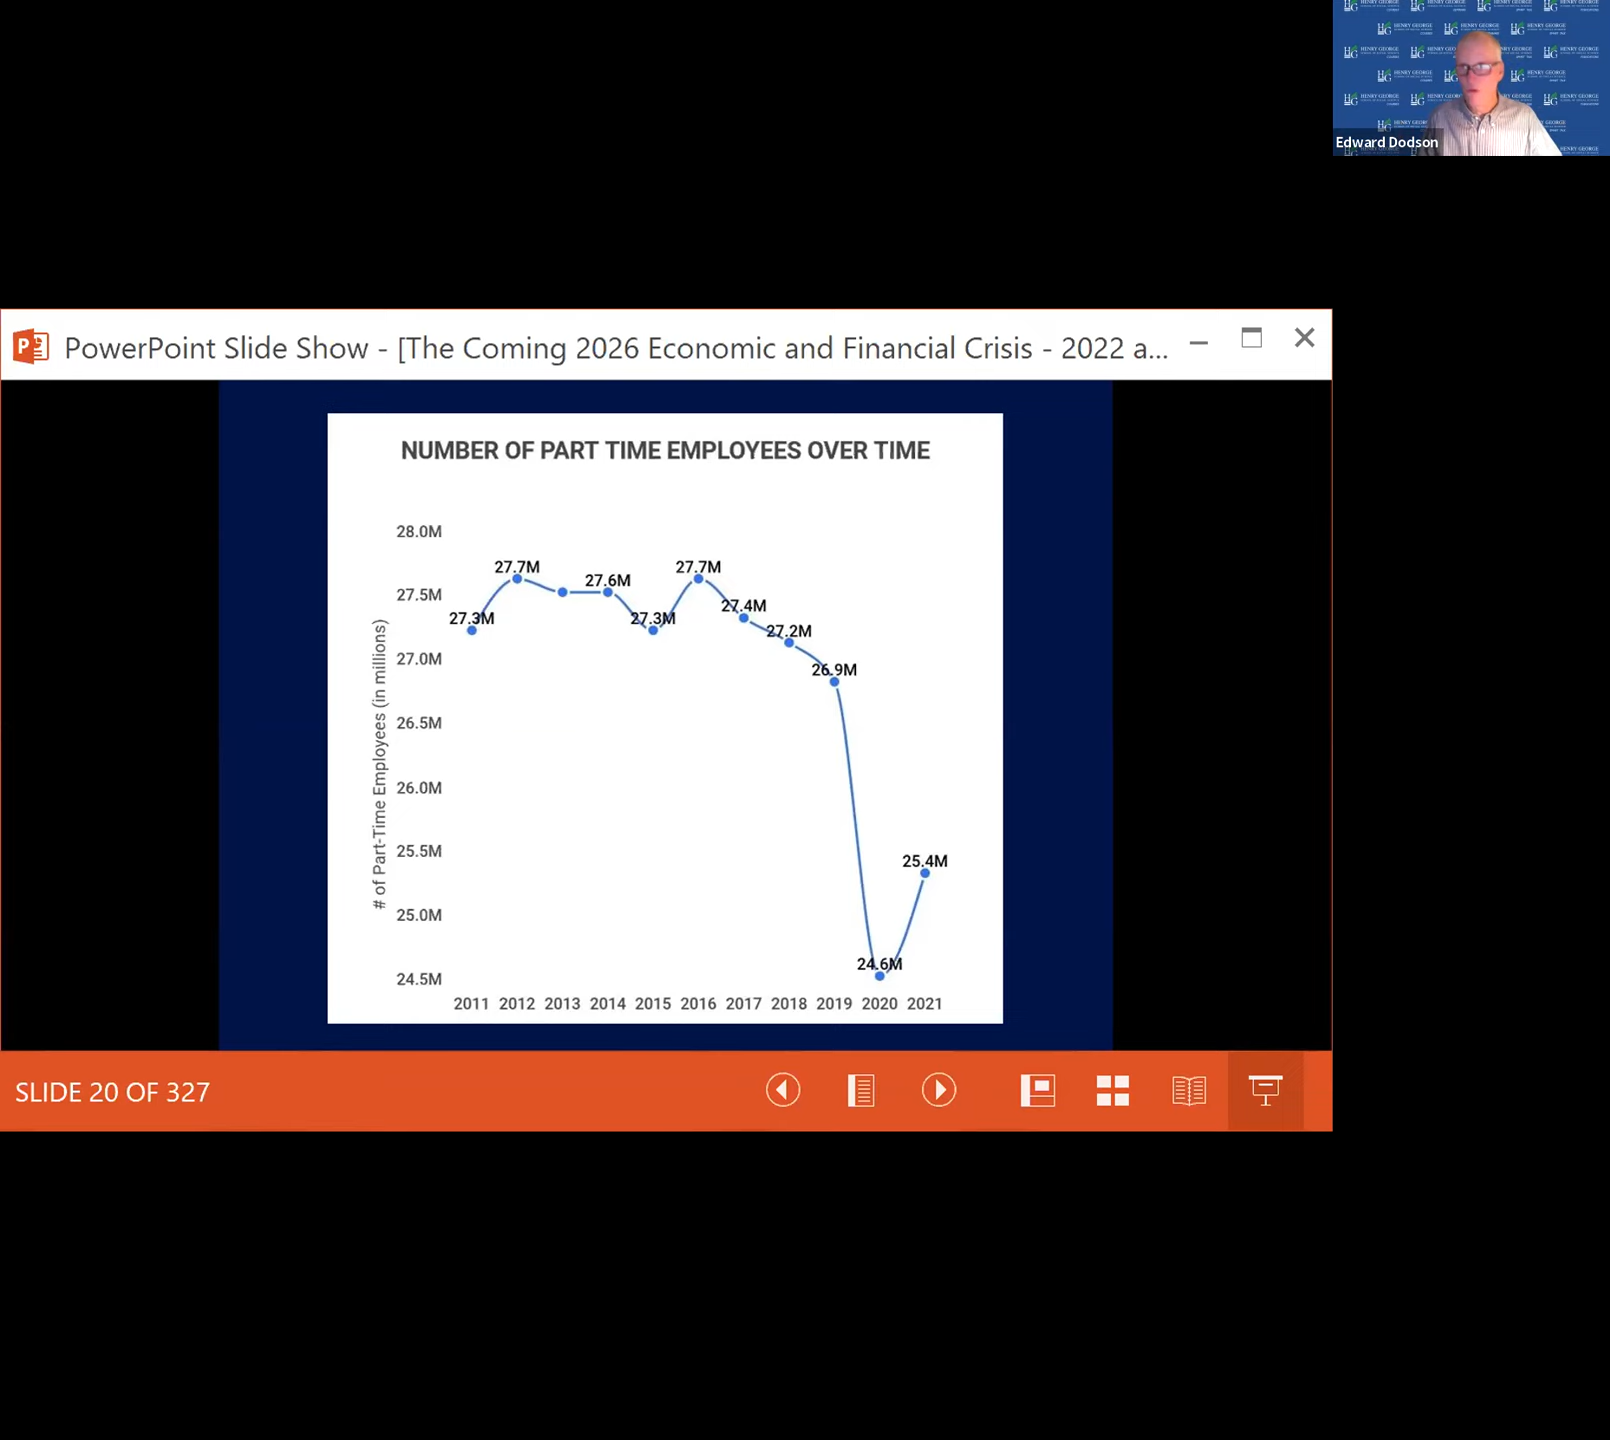 HENRY GEORGE
Edward Dodson
PowerPoint Slide Show - [The Coming 2026 Economic and Financial Crisis - 2022 a...
NUMBER OF PART TIME EMPLOYEES OVER TIME
# of Part-Time Employees (in millions)
28.0M
27.5M
27.0M
26.5M
26.0M
25.5M
25.0M
24.5M
27.3M
27.7M
27.6M
27.3M
27.7M
27.4M
27.2M
26.9M
24.6M
25.4M
2011 2012 2013 2014 2015 2016 2017 2018 2019 2020 2021
SLIDE 20 OF 327